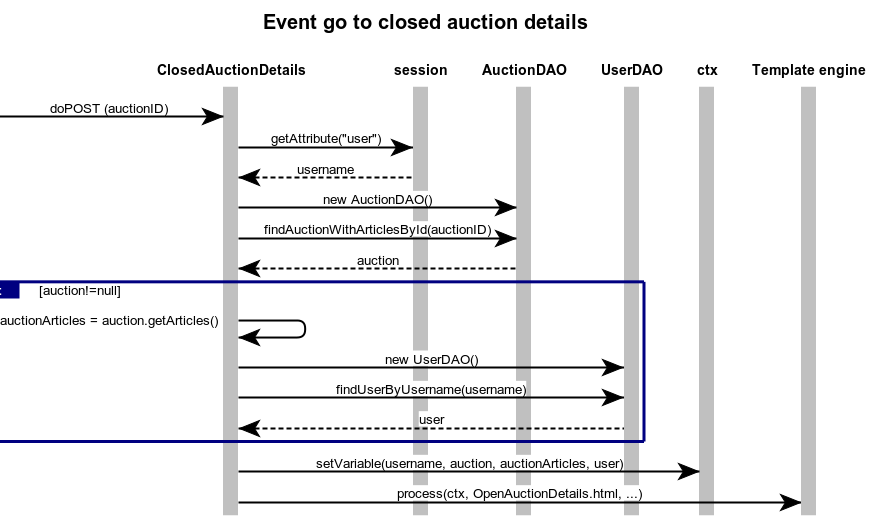 Event go to closed auction details
ClosedAuctionDetails session AuctionDAO UserDAO ctx Template engine
doPOST (auctionID)
getAttribute("user")
username
new AuctionDAO()
findAuctionWithArticlesById(auctionID)
auction
[auction!=null]
auctionArticles = auction.getArticles()
new UserDAO()
findUserByUsername(username)
user
setVariable(username, auction, auctionArticles, user)
process(ctx, OpenAuctionDetails.html, ...)